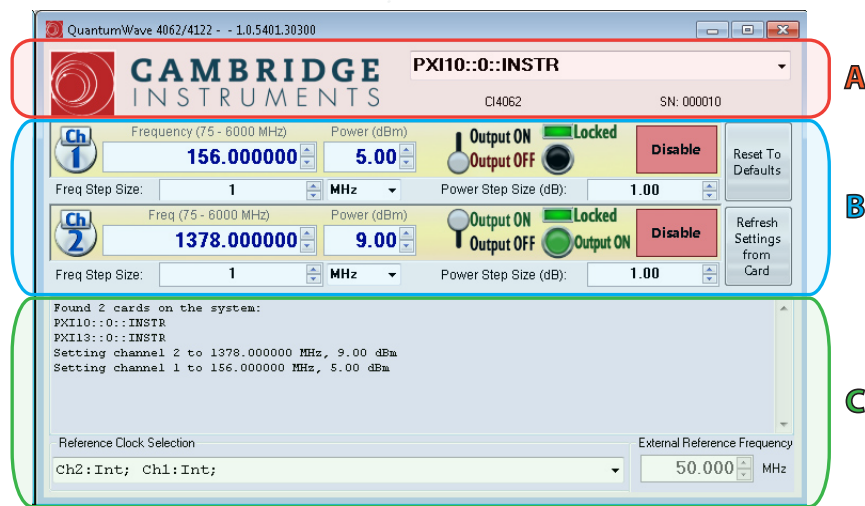 QuantumWave 4062/4122 - - 1.0.5401.30300
CAMBRIDGE
INSTRUMENTS
PXI10::0::INSTR
CI4062
SN: 000010
A
Ch 1
Frequency (75 - 6000 MHz)
Power (dBm)
156.000000
5.00
Output ON
Output OFF
Locked
Disable
Reset To
Defaults
Freq Step Size:
1
MHz
Power Step Size (dB):
1.00
B
Ch 2
Freq (75 - 6000 MHz)
Power (dBm)
1378.000000
9.00
Output ON
Output OFF
Locked
Output ON
Disable
Refresh
Settings
from
Card
Freq Step Size:
1
MHz
Power Step Size (dB):
1.00
Found 2 cards on the system:
PXI10::0::INSTR
PXI13::0::INSTR
Setting channel 2 to 1378.000000 MHz, 9.00 dBm
Setting channel 1 to 156.000000 MHz, 5.00 dBm
C
Reference Clock Selection
External Reference Frequency
Ch2:Int; Ch1:Int;
50.000 MHz